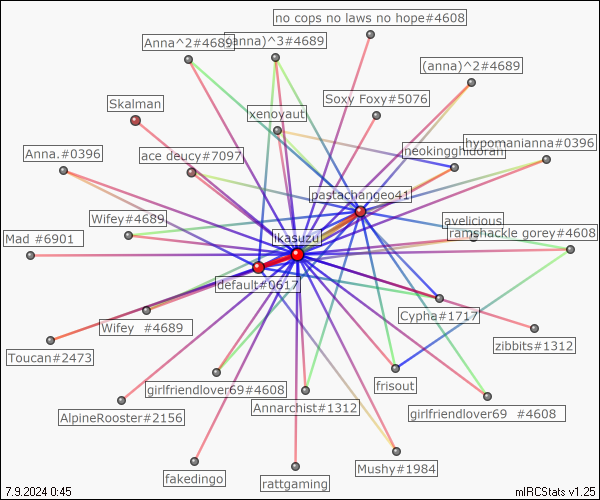 no cops no laws no hope#4608
Anna^2#4689
(anna)^3#4689
(anna)^2#4689
Soxy Foxy#5076
Skalman
xenoyaut
hypomanianna#0396
neokingghidoran
Anna.#0396
ace deucy#7097
pastachangeo41
Wifey#4689
avelicious
ramshackle gorey#4608
Mad #6901
Ikasuzu
default#0617
Cypha#1717
Wifey #4689
zibbits#1312
Toucan#2473
frisout
girlfriendlover69#4608
Annarchist#1312
girlfriendlover69 #4608
AlpineRooster#2156
Mushy#1984
fakedingo
rattgaming
7.9.2024 0:45
mIRCStats v1.25